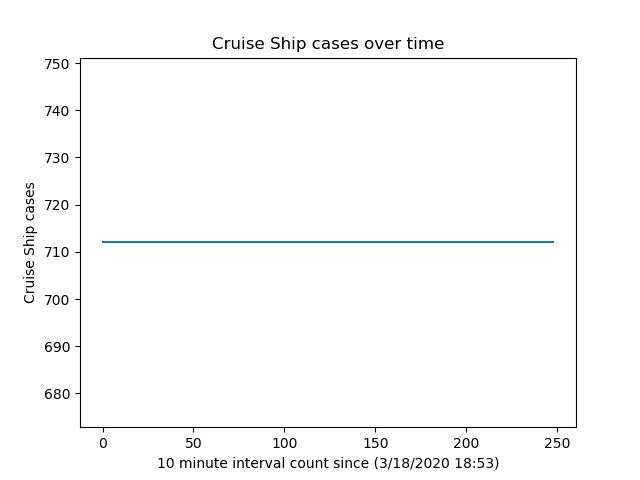 Cruise Ship cases over time
750
740
730
720
710
700
690
680
Cruise Ship cases
0 50 100 150 200 250
10 minute interval count since (3/18/2020 18:53)